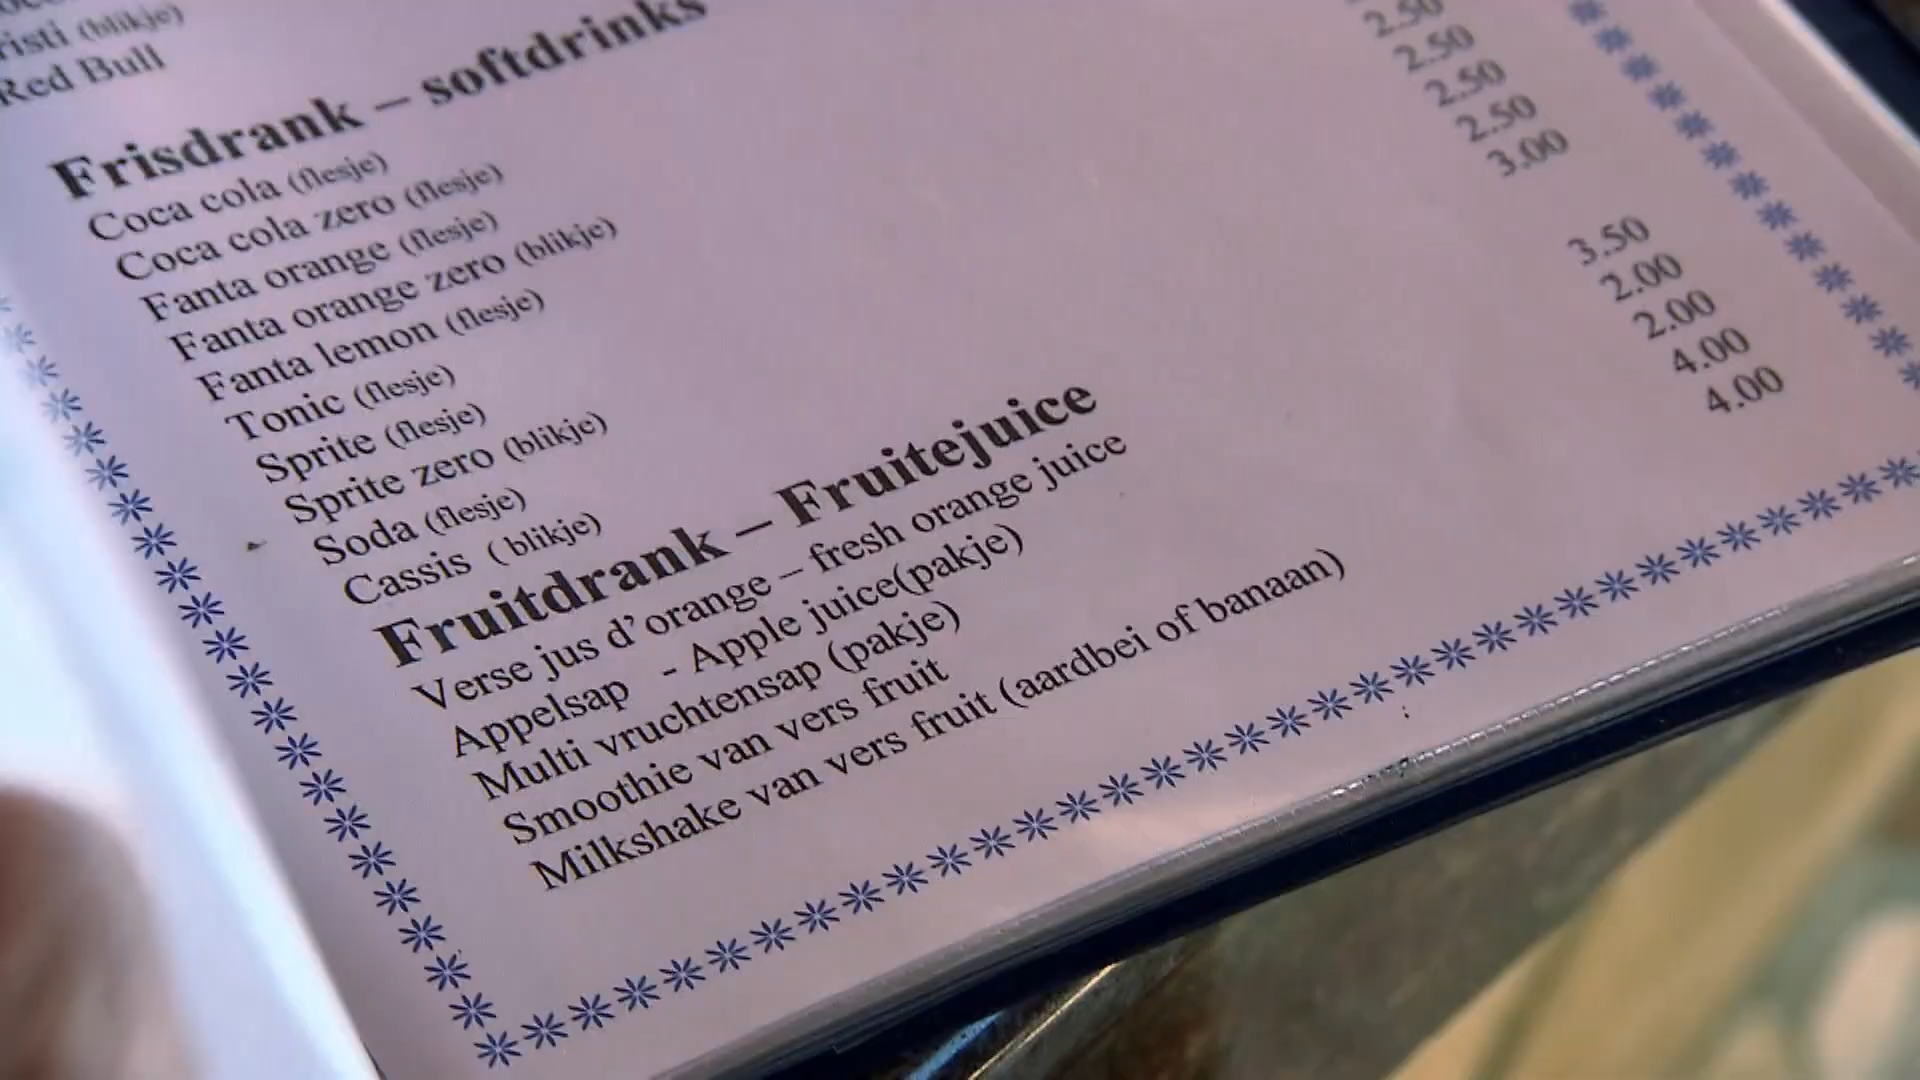 risti (blikje)
Red Bull
Frisdrank – softdrinks
Coca cola (flesje)
Coca cola zero (flesje)
Fanta orange (flesje)
Fanta orange zero (blikje)
Fanta lemon (flesje)
Tonic (flesje) 2.50
Sprite (flesje) 2.50
Sprite zero (blikje) 2.50
Soda (flesje) 2.50
Cassis ( blikje) 3.00
Fruitdrank – Fruitejuice
Verse jus d'orange – fresh orange juice 3.50
Appelsap - Apple juice(pakje) 2.00
Multi vruchtensap (pakje) 2.00
Smoothie van vers fruit 4.00
Milkshake van vers fruit (aardbei of banaan) 4.00